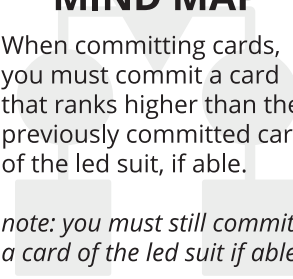 MIND MAP
When committing cards,
you must commit a card
that ranks higher than the
previously committed car
of the led suit, if able.
note: you must still commit
a card of the led suit if able